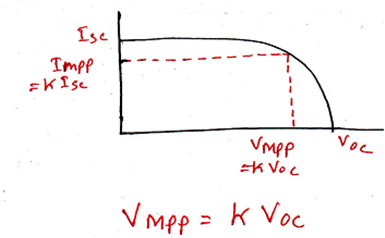 Isc
Impp
= K Isc
VMPP
= K Voc
Voc
VMPP = K Voc